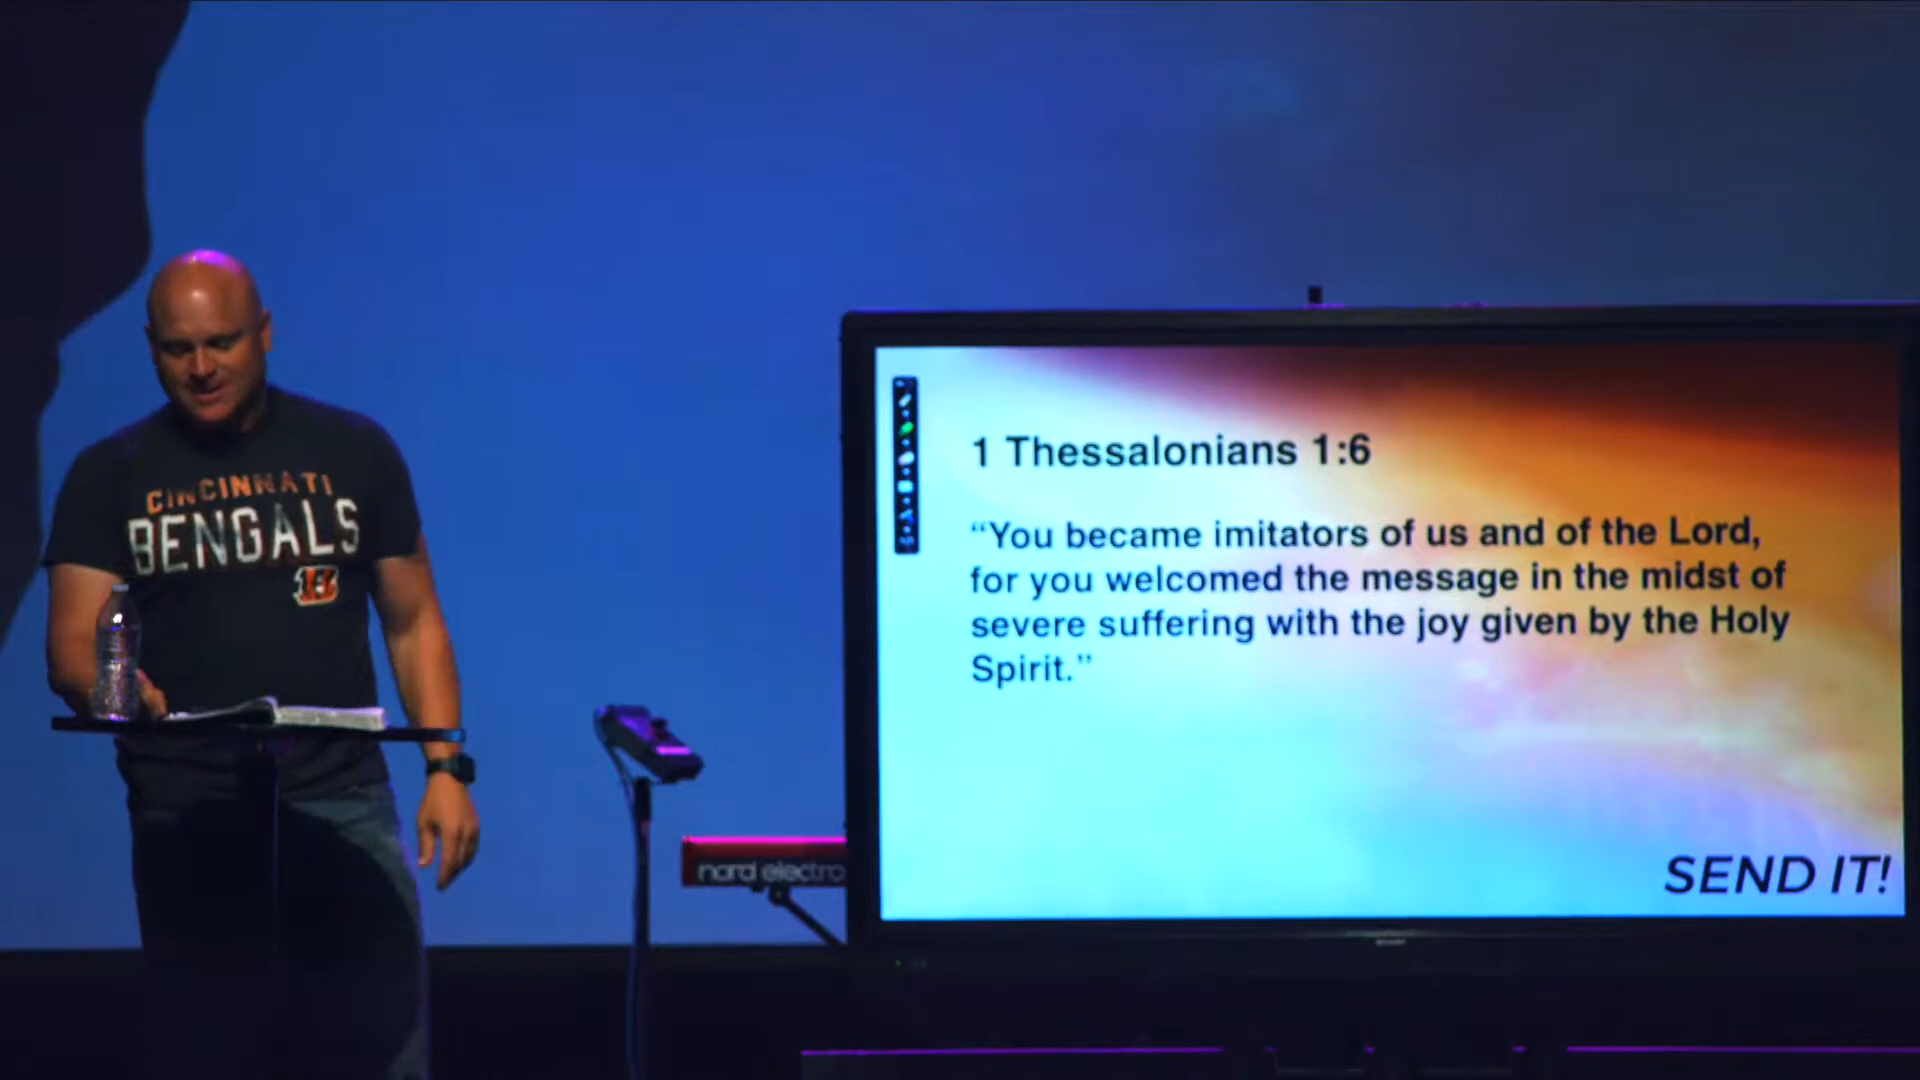 CINCINNATI
BENGALS
nord electro
1 Thessalonians 1:6
“You became imitators of us and of the Lord,
for you welcomed the message in the midst of
severe suffering with the joy given by the Holy
Spirit.”
SEND IT!